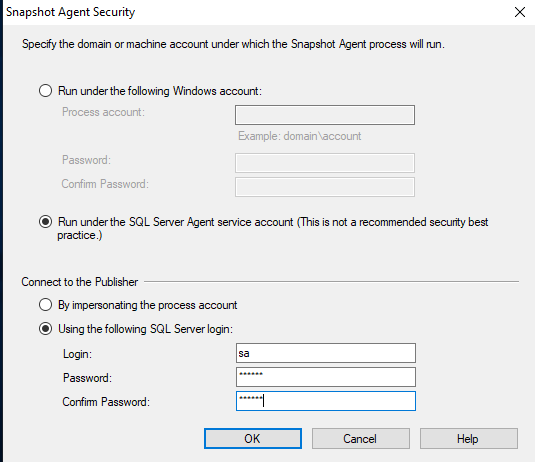 Snapshot Agent Security
Specify the domain or machine account under which the Snapshot Agent process will run.
Run under the following Windows account:
Process account:
Example: domain\account
Password:
Confirm Password:
Run under the SQL Server Agent service account (This is not a recommended security best
practice.)
Connect to the Publisher
By impersonating the process account
Using the following SQL Server login:
Login: sa
Password: ******
Confirm Password: ******
OK Cancel Help